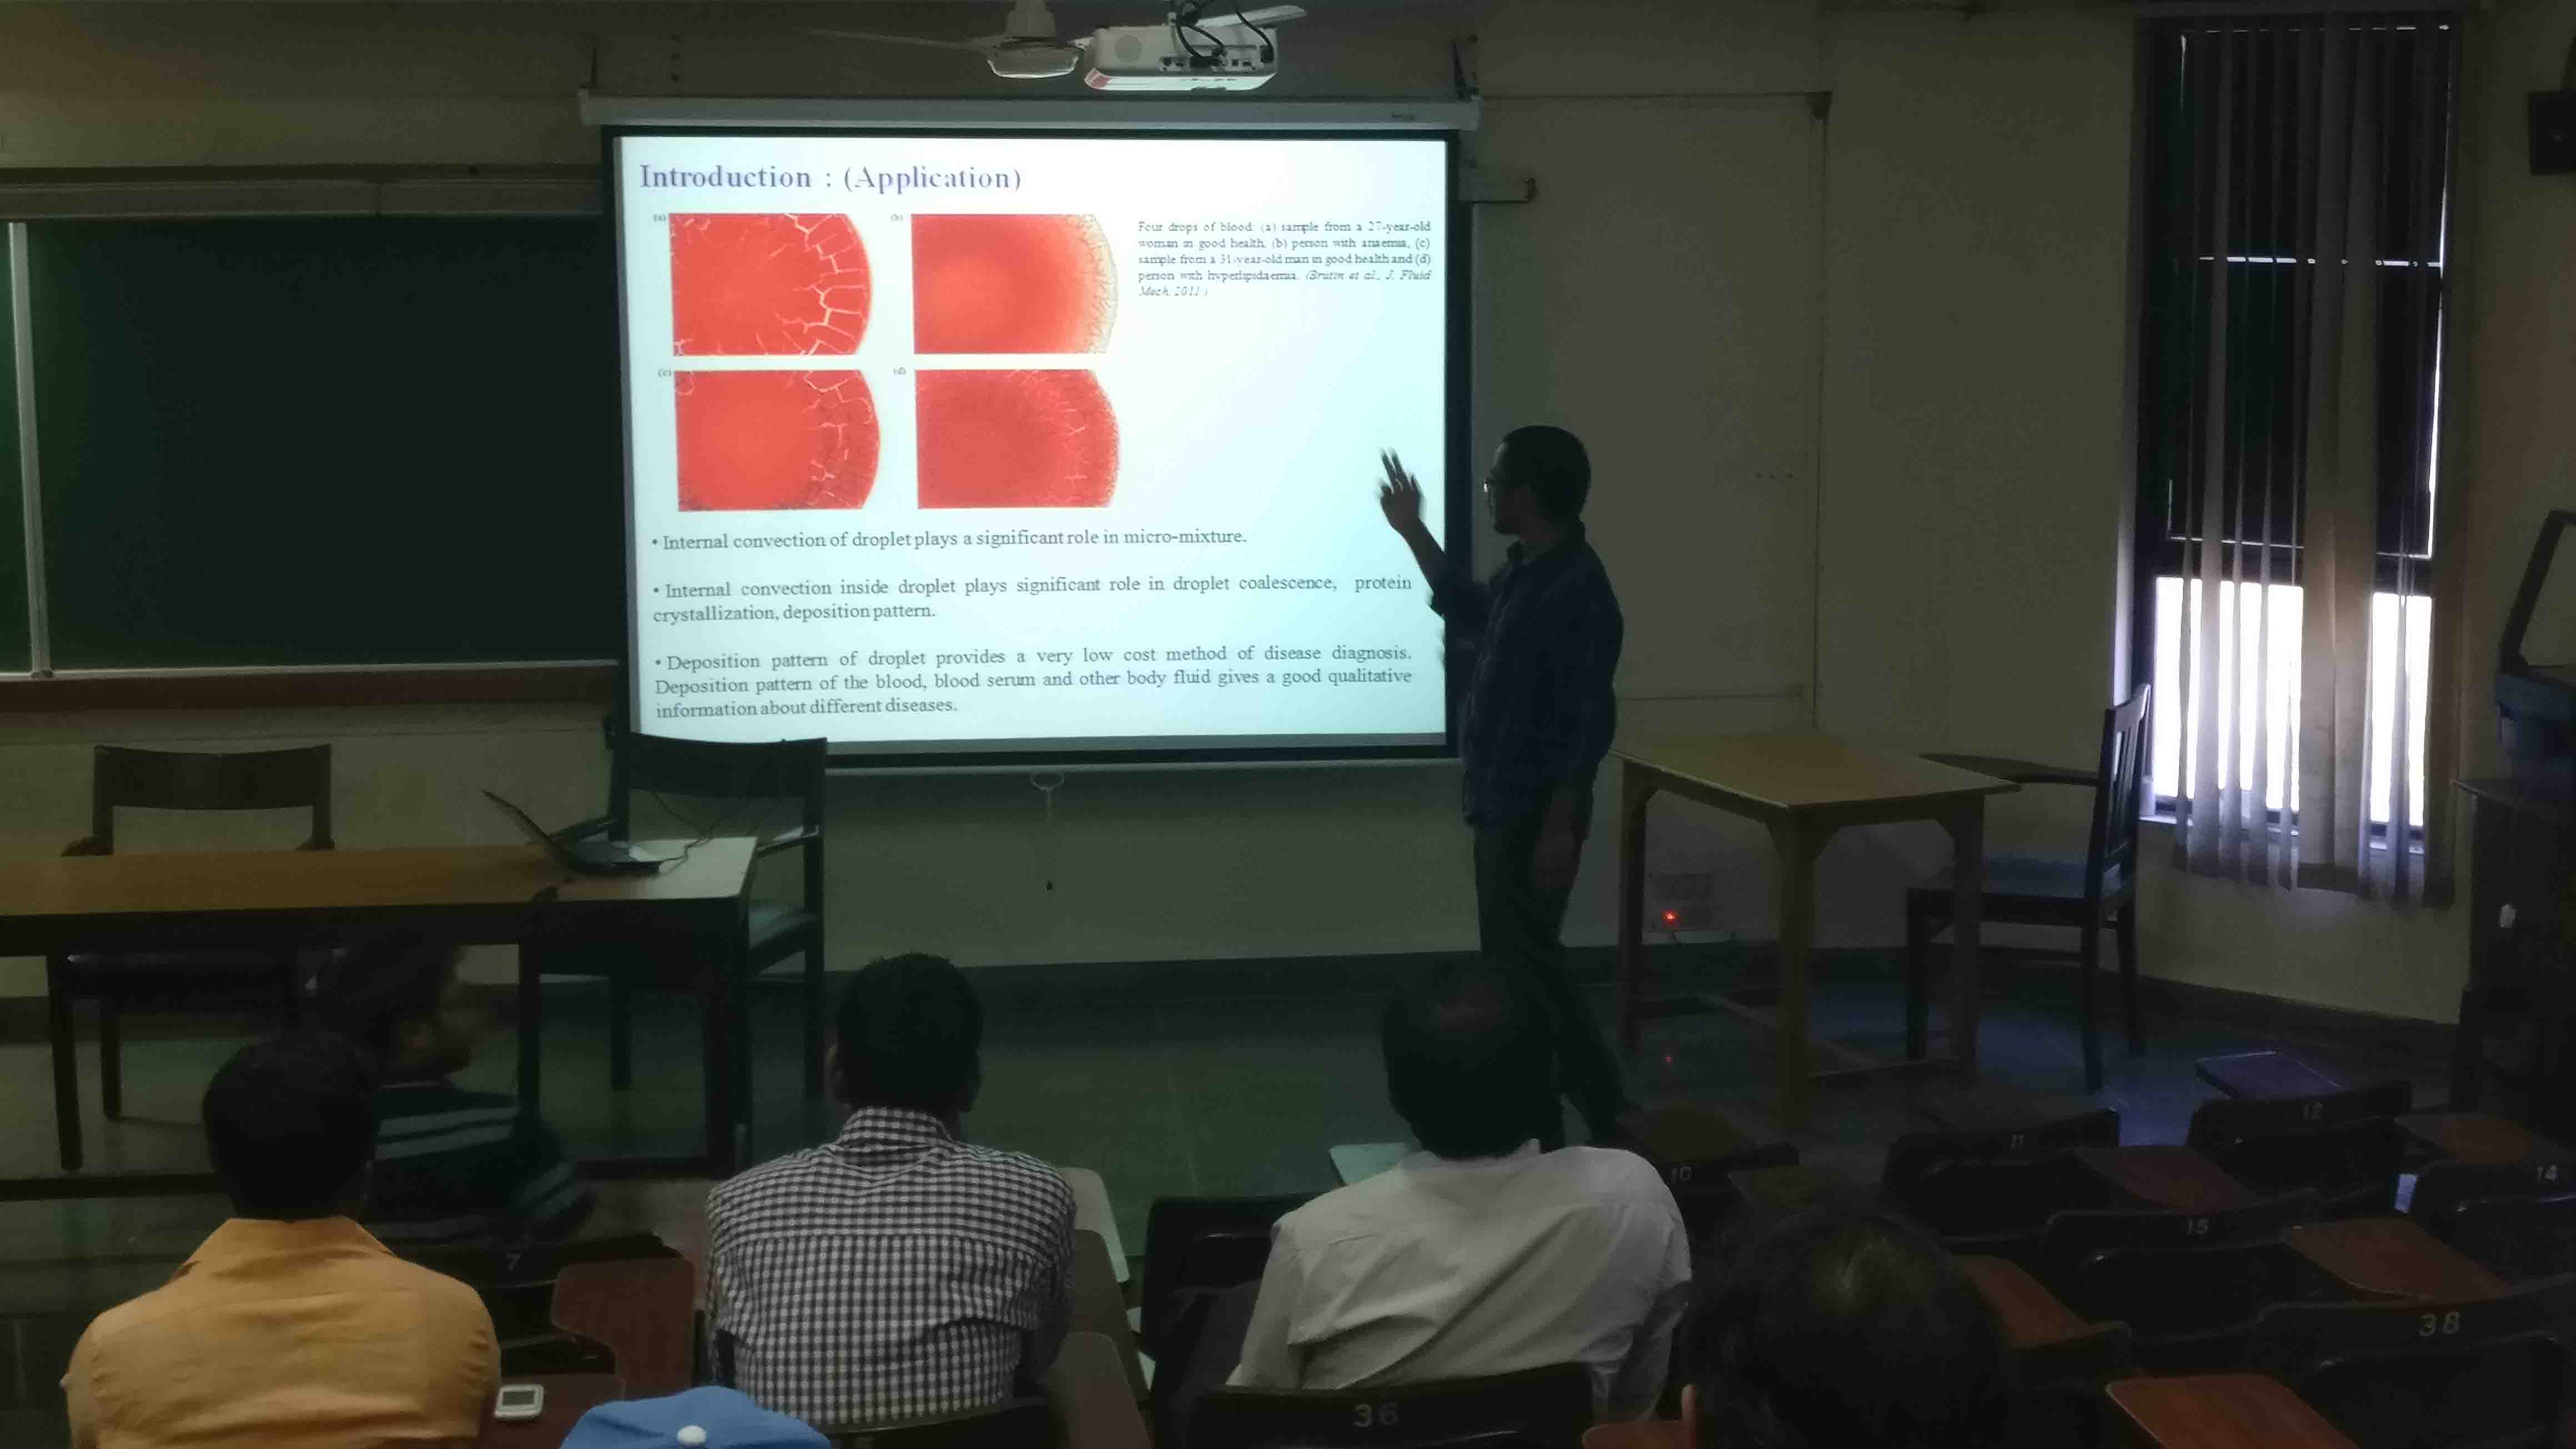 Introduction : (Application)
(a)
(b)
Four drops of blood: (a) sample from a 27-year-old
woman in good health, (b) person with anaemia, (c)
sample from a 31-year-old man in good health and (d)
person with hyperlipidaemia. (Brutin et al., J. Fluid
Mech. 2011)
(c)
(d)
• Internal convection of droplet plays a significant role in micro-mixture.
• Internal convection inside droplet plays significant role in droplet coalescence, protein
crystallization, deposition pattern.
• Deposition pattern of droplet provides a very low cost method of disease diagnosis.
Deposition pattern of the blood, blood serum and other body fluid gives a good qualitative
information about different diseases.
7
10
11
12
14
15
36
38